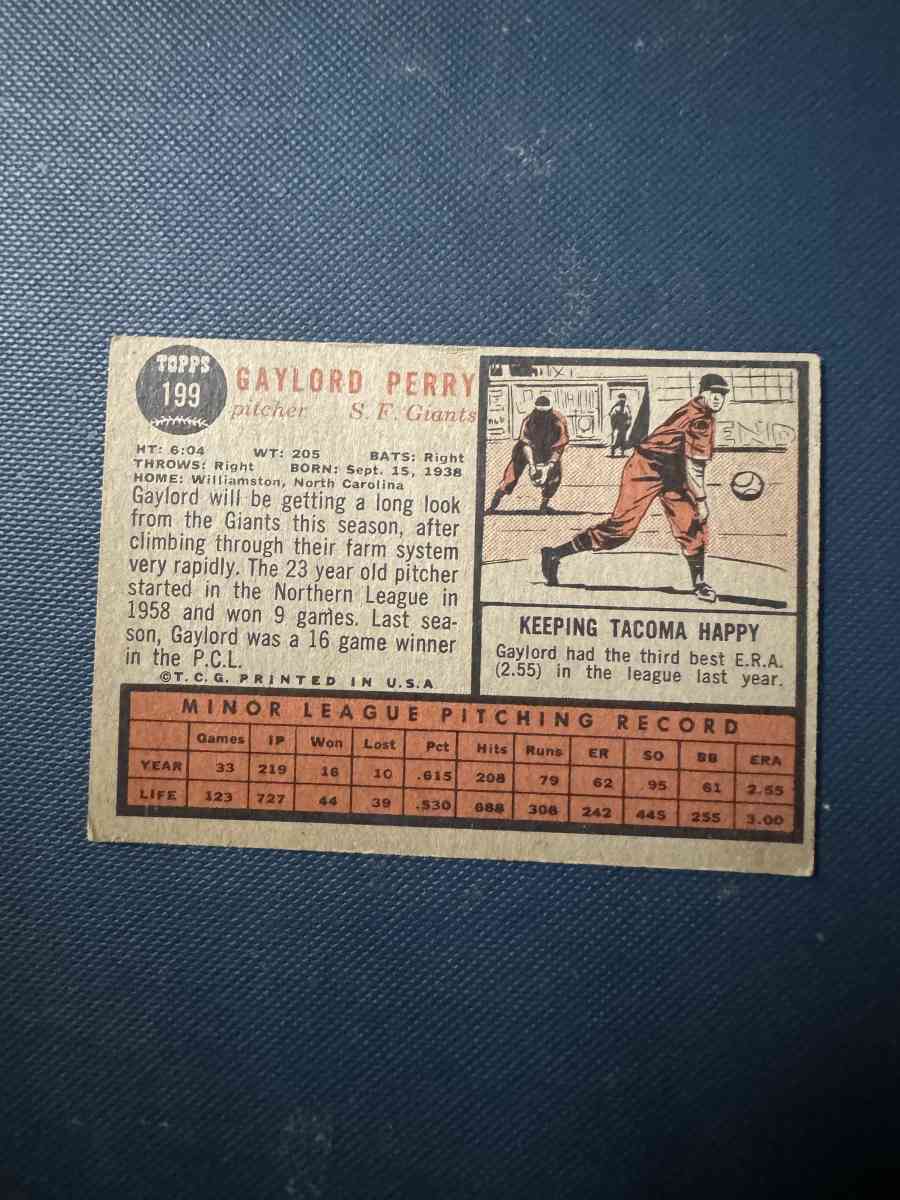 TOPPS
199
GAYLORD PERRY
pitcher S. F. Giants
HT: 6:04 WT: 205 BATS: Right
THROWS: Right BORN: Sept. 15, 1938
HOME: Williamston, North Carolina
Gaylord will be getting a long look
from the Giants this season, after
climbing through their farm system
very rapidly. The 23 year old pitcher
started in the Northern League in
1958 and won 9 games. Last sea-
son, Gaylord was a 16 game winner
in the P.C.L.
©T. C. G. PRINTED IN U.S.A
KEEPING TACOMA HAPPY
Gaylord had the third best E.R.A.
(2.55) in the league last year.
MINOR LEAGUE PITCHING RECORD
Games IP Won Lost Pct Hits Runs ER SO BB ERA
YEAR 33 219 16 10 .615 208 79 62 95 61 2.55
LIFE 123 727 44 39 .530 688 308 242 445 255 3.00